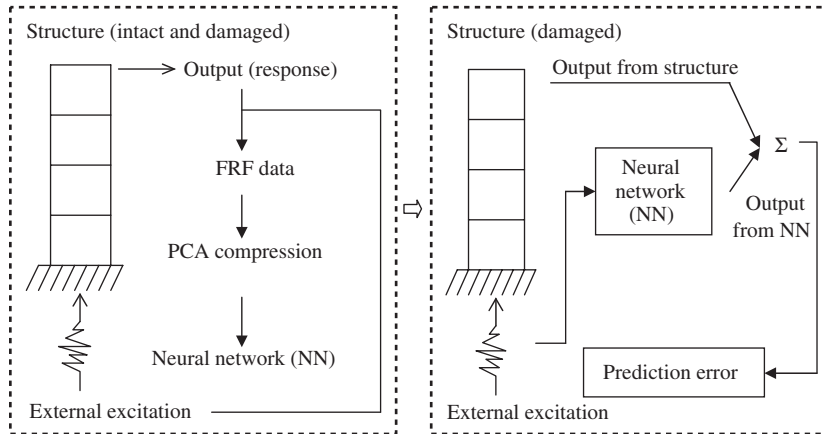 Structure (intact and damaged)
Output (response)
FRF data
PCA compression
Neural network (NN)
External excitation
Structure (damaged)
Output from structure
Σ
Neural
network
(NN)
Output
from NN
Prediction error
External excitation